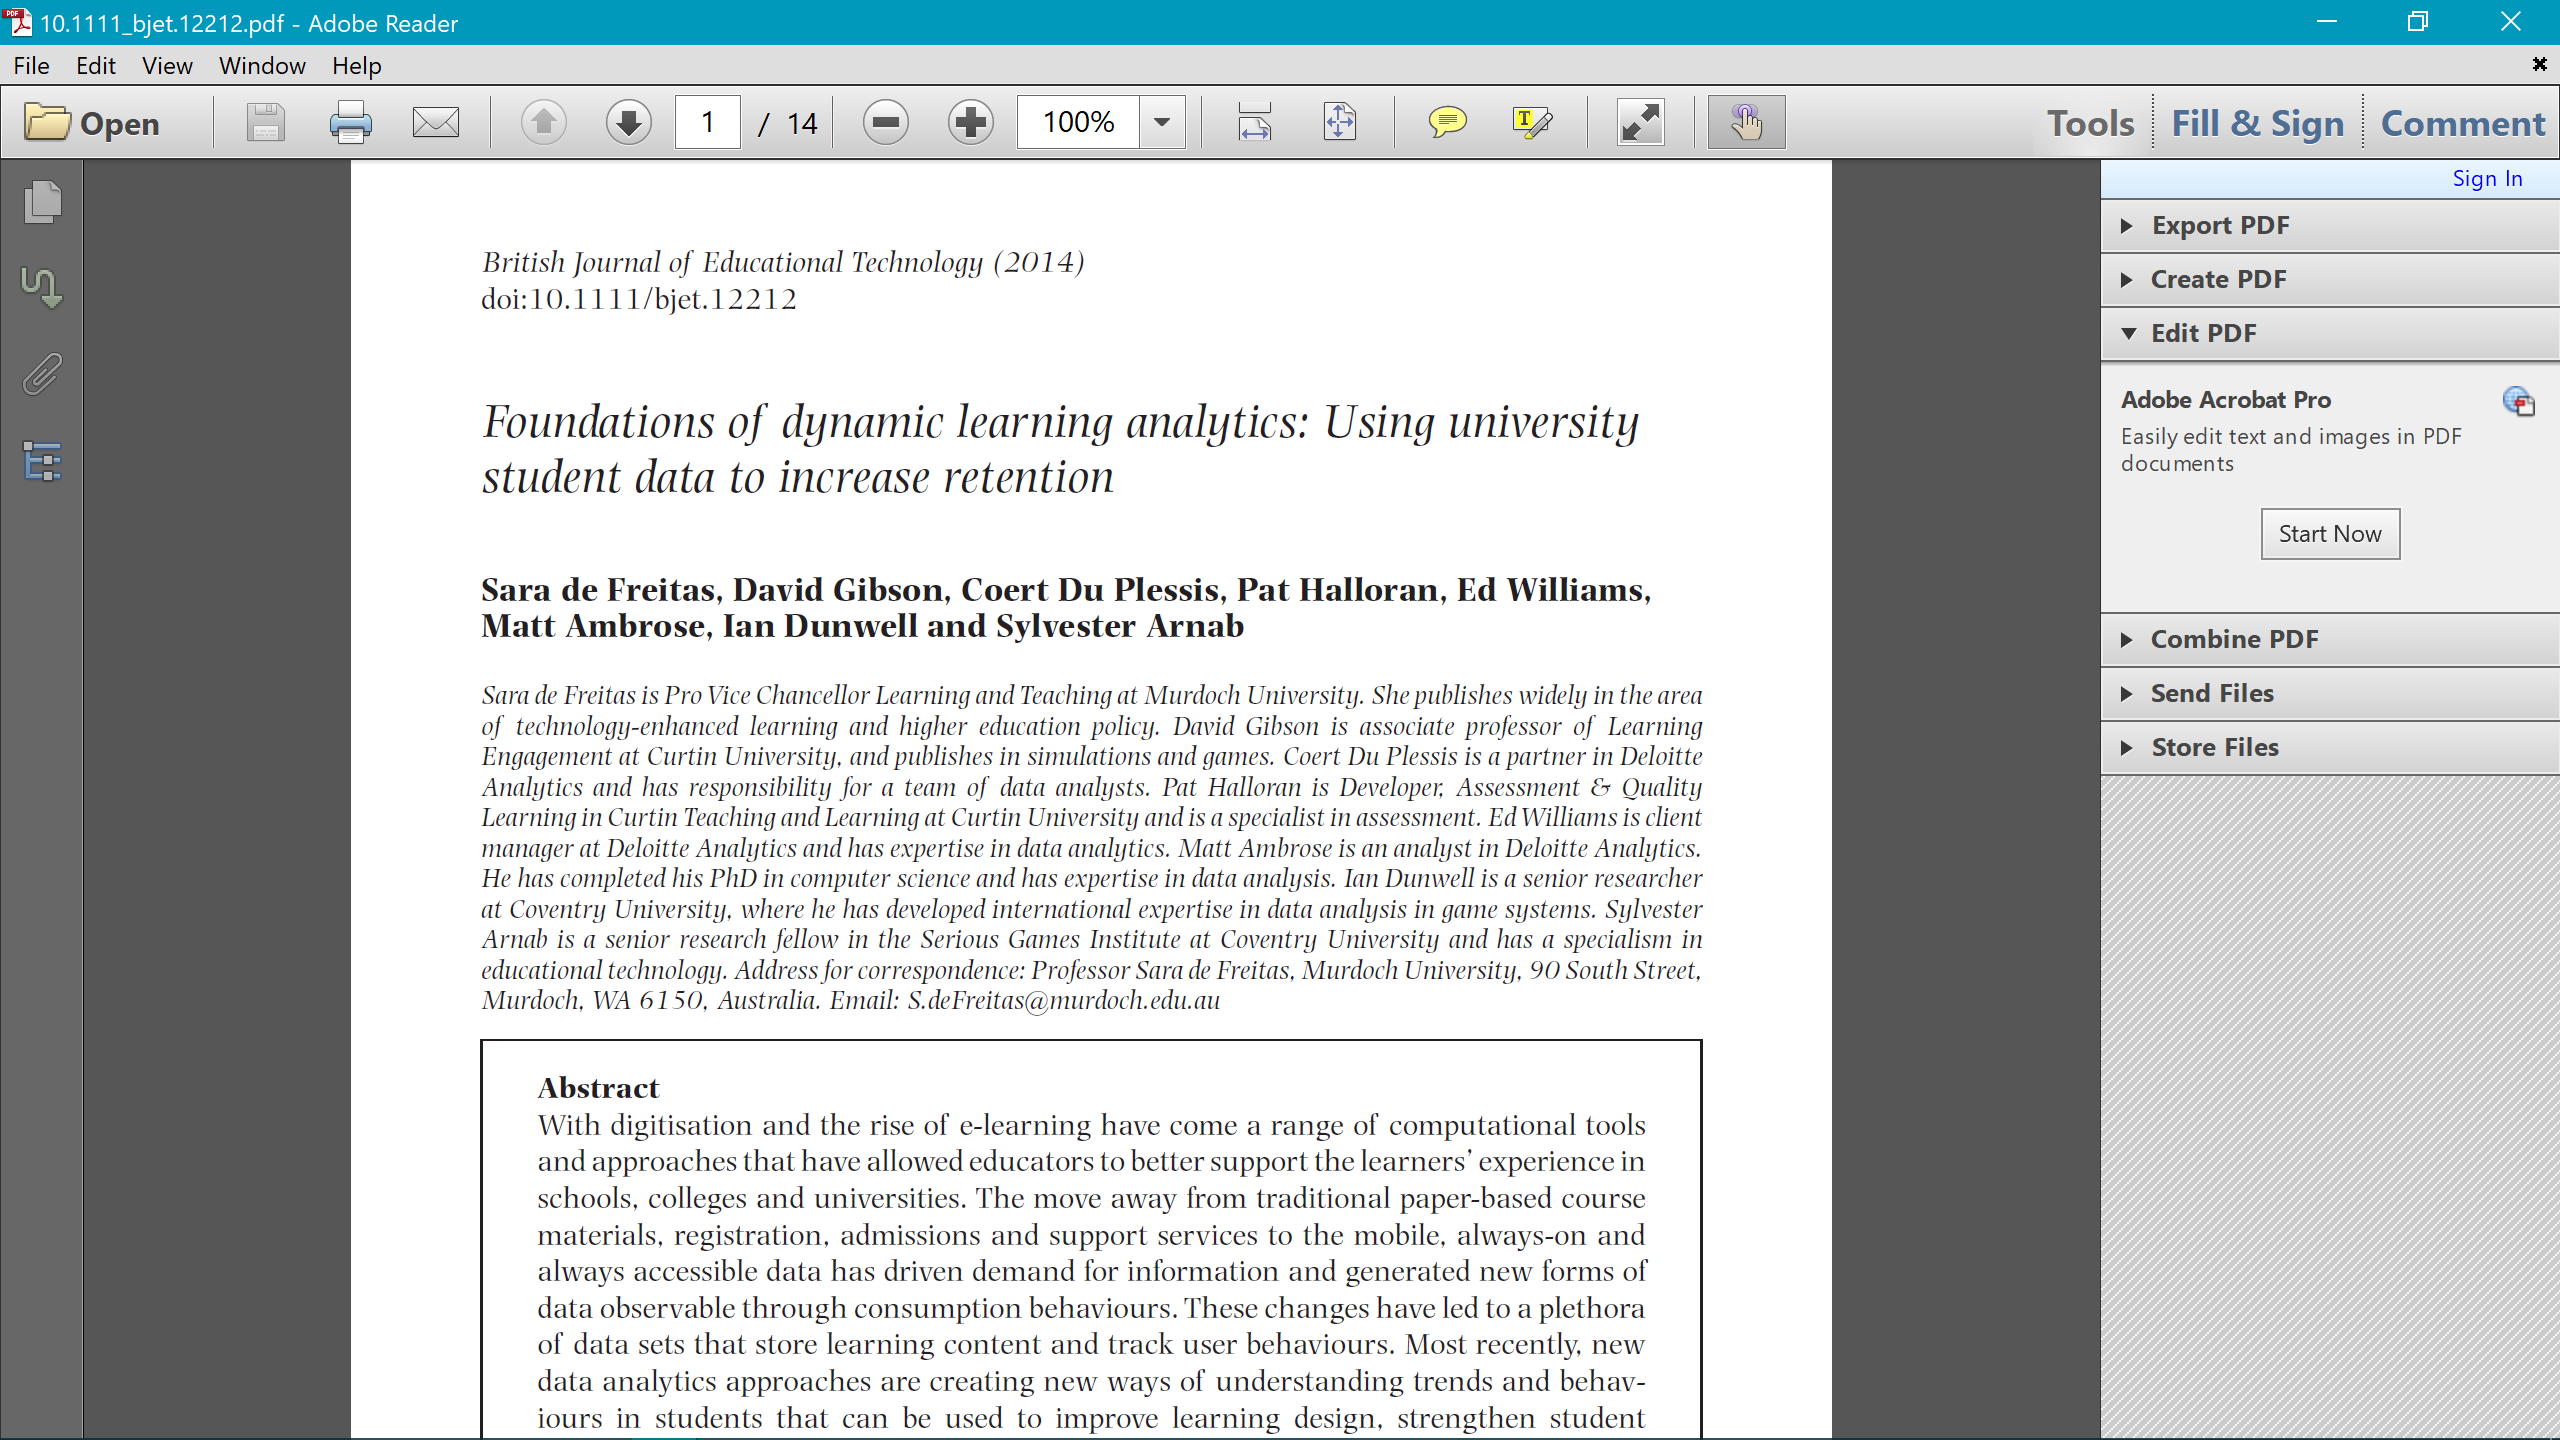 10.1111_bjet.12212.pdf - Adobe Reader
File Edit View Window Help
Open 1 / 14 100% Tools Fill & Sign Comment
Sign In
Export PDF
Create PDF
Edit PDF
Adobe Acrobat Pro
Easily edit text and images in PDF
documents
Start Now
Combine PDF
Send Files
Store Files
British Journal of Educational Technology (2014)
doi:10.1111/bjet.12212
Foundations of dynamic learning analytics: Using university
student data to increase retention
Sara de Freitas, David Gibson, Coert Du Plessis, Pat Halloran, Ed Williams,
Matt Ambrose, Ian Dunwell and Sylvester Arnab
Sara de Freitas is Pro Vice Chancellor Learning and Teaching at Murdoch University. She publishes widely in the area
of technology-enhanced learning and higher education policy. David Gibson is associate professor of Learning
Engagement at Curtin University, and publishes in simulations and games. Coert Du Plessis is a partner in Deloitte
Analytics and has responsibility for a team of data analysts. Pat Halloran is Developer, Assessment & Quality
Learning in Curtin Teaching and Learning at Curtin University and is a specialist in assessment. Ed Williams is client
manager at Deloitte Analytics and has expertise in data analytics. Matt Ambrose is an analyst in Deloitte Analytics.
He has completed his PhD in computer science and has expertise in data analysis. Ian Dunwell is a senior researcher
at Coventry University, where he has developed international expertise in data analysis in game systems. Sylvester
Arnab is a senior research fellow in the Serious Games Institute at Coventry University and has a specialism in
educational technology. Address for correspondence: Professor Sara de Freitas, Murdoch University, 90 South Street,
Murdoch, WA 6150, Australia. Email: S.deFreitas@murdoch.edu.au
Abstract
With digitisation and the rise of e-learning have come a range of computational tools
and approaches that have allowed educators to better support the learners’ experience in
schools, colleges and universities. The move away from traditional paper-based course
materials, registration, admissions and support services to the mobile, always-on and
always accessible data has driven demand for information and generated new forms of
data observable through consumption behaviours. These changes have led to a plethora
of data sets that store learning content and track user behaviours. Most recently, new
data analytics approaches are creating new ways of understanding trends and behav-
iours in students that can be used to improve learning design, strengthen student